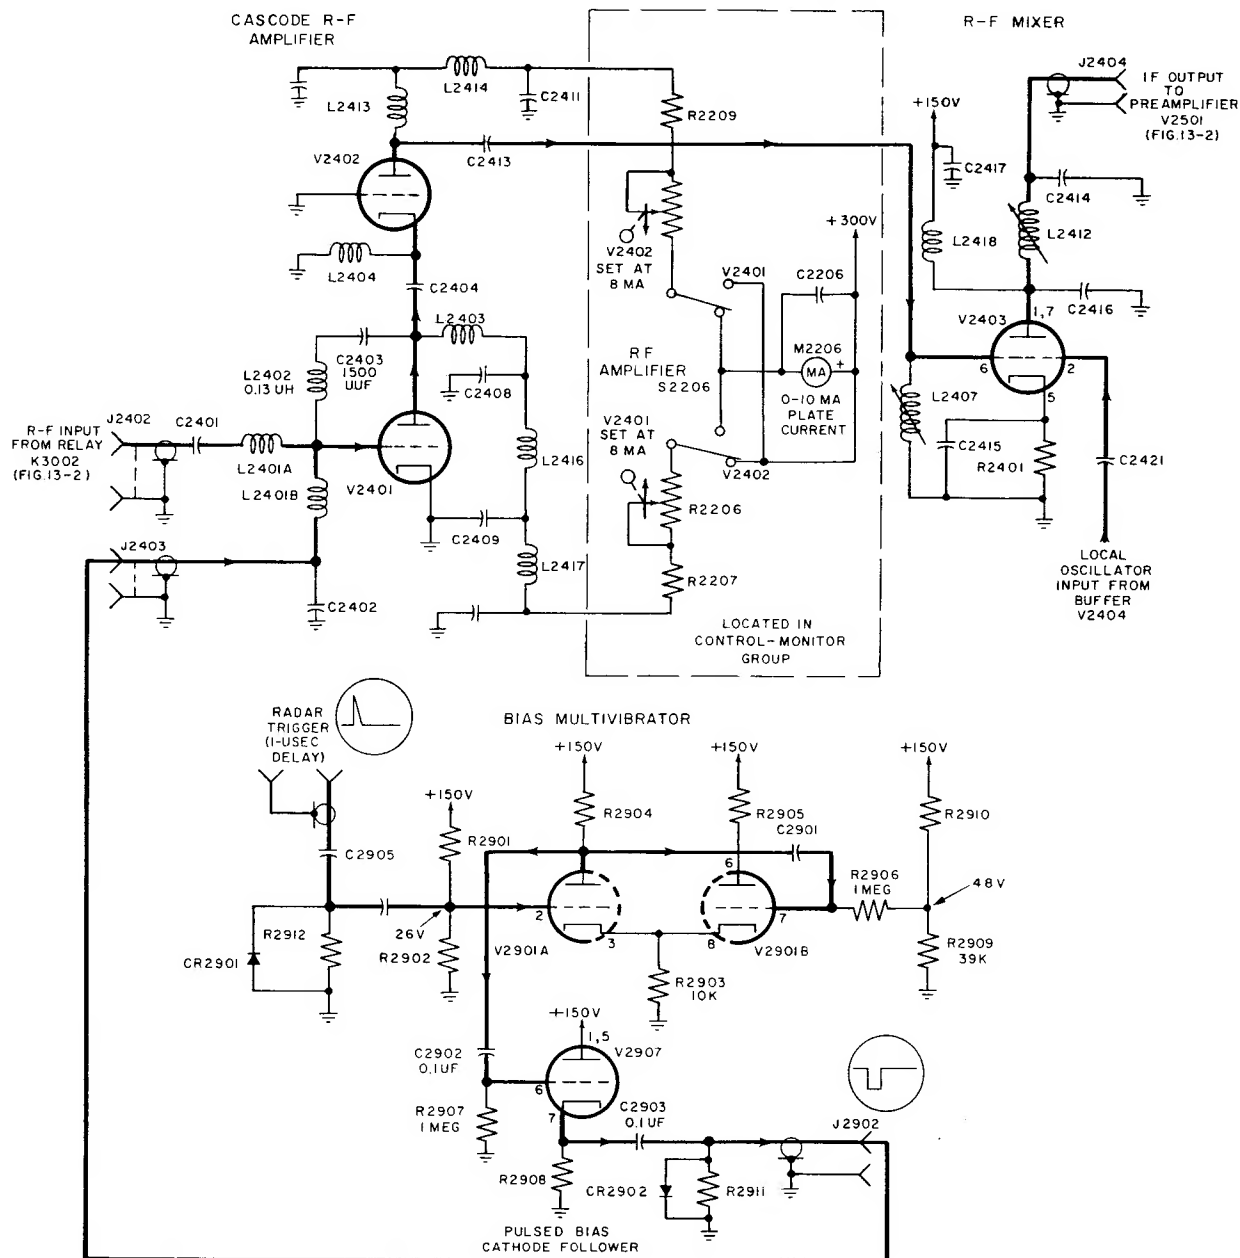 CASCODE R-F
AMPLIFIER
R-F MIXER
J2404
IF OUTPUT
TO
PREAMPLIFIER
V2501
(FIG.13-2)
L2414
L2413
C2411
R2209
+150V
V2402
C2413
C2417
C2414
+300V
L2412
L2418
L2404
V2402
SET AT
8 MA
V2401
C2206
C2404
C2416
L2403
1,7
V2403
C2403
1500
UUF
L2402
0.13 UH
RF
AMPLIFIER
S2206
M2206
MA
+
6
2
C2408
0-10 MA
PLATE
CURRENT
L2407
5
J2402
C2401
R-F INPUT
FROM RELAY
K3002
(FIG.13-2)
V2401
SET AT
8 MA
L2416
C2415
R2401
C2421
L2401A
V2401
V2402
L2401B
R2206
J2403
C2409
L2417
R2207
LOCAL
OSCILLATOR
INPUT FROM
BUFFER
V2404
C2402
LOCATED IN
CONTROL-MONITOR
GROUP
RADAR
TRIGGER
(1-USEC
DELAY)
BIAS MULTIVIBRATOR
+150V
+150V
+150V
+150V
R2904
R2905
R2910
R2901
C2901
C2905
6
R2906
1 MEG
48V
2
7
R2912
26V
3
8
R2909
39K
CR2901
R2902
V2901A
V2901B
R2903
10K
+150V
1,5
V2907
C2902
0.1UF
6
R2907
1 MEG
7
C2903
0.1UF
J2902
R2908
CR2902
R2911
PULSED BIAS
CATHODE FOLLOWER